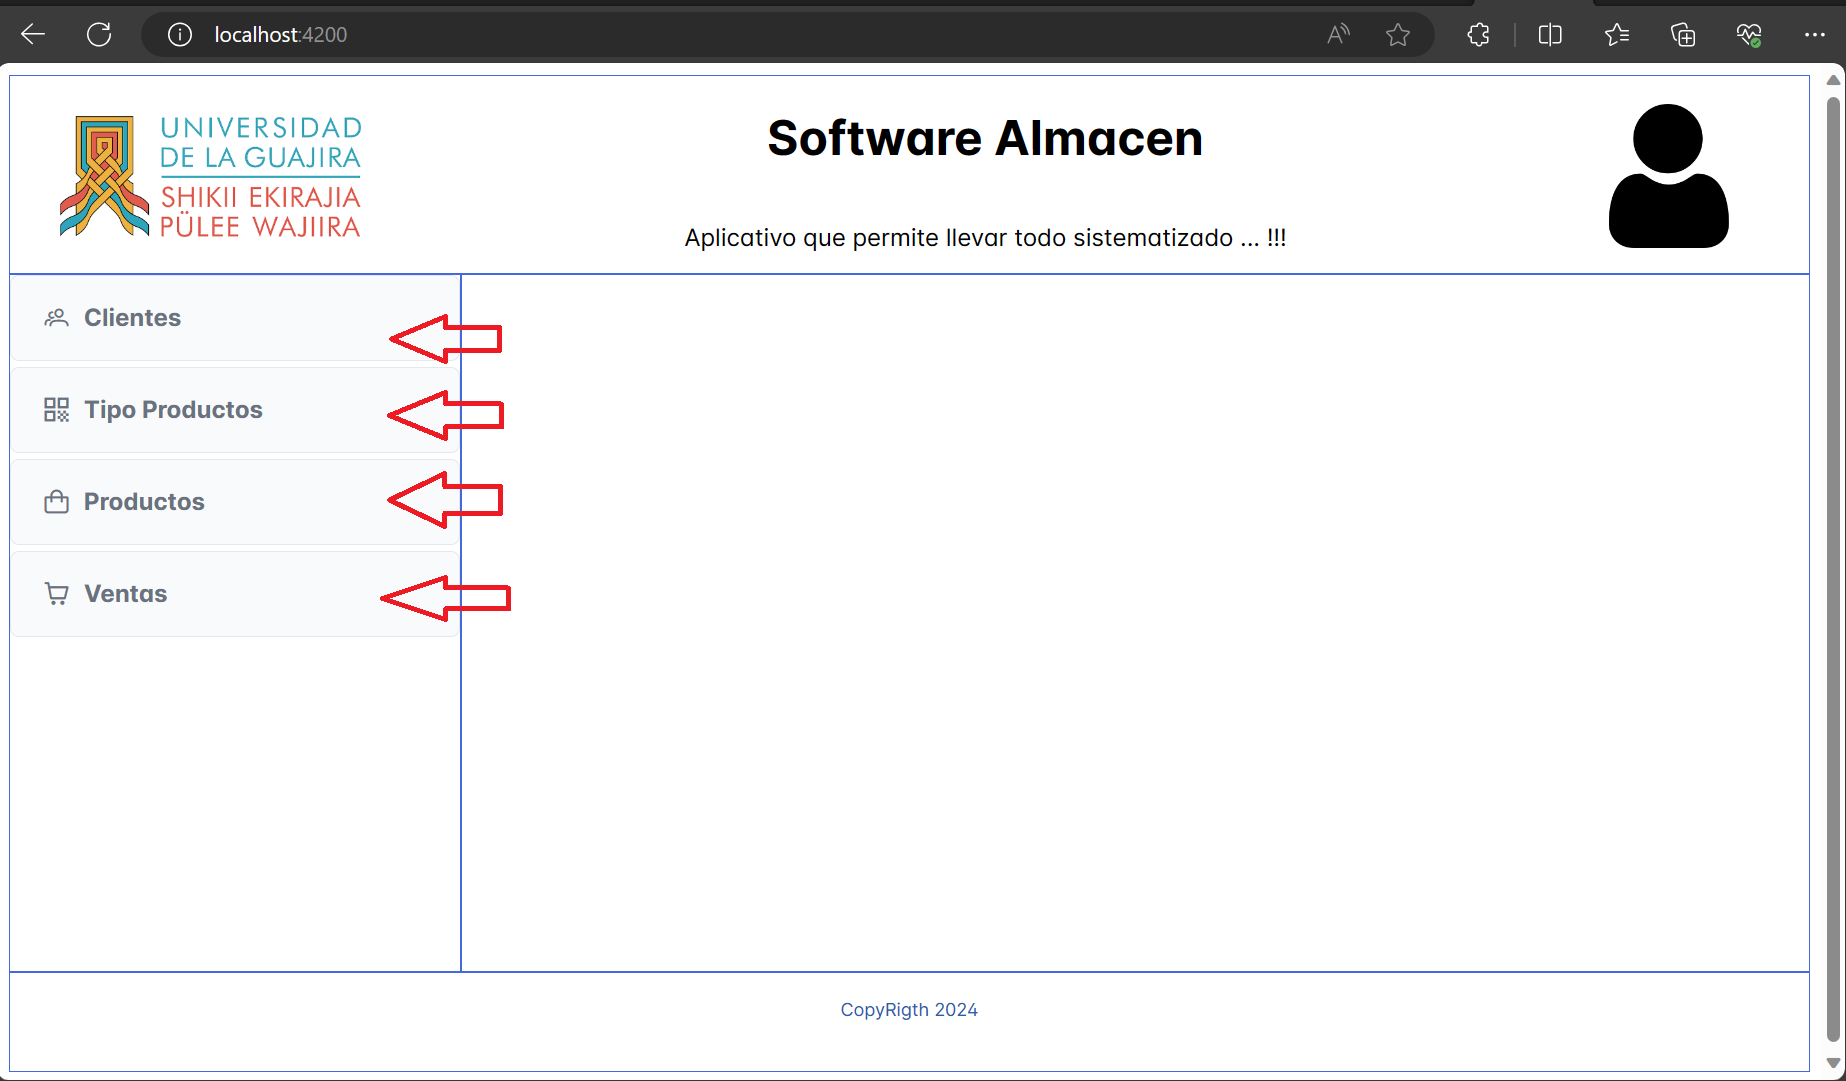 localhost:4200
UNIVERSIDAD
DE LA GUAJIRA
SHIKII EKIRAJIA
PÜLEE WAJIIRA
Software Almacen
Aplicativo que permite llevar todo sistematizado ... !!!
Clientes
Tipo Productos
Productos
Ventas
CopyRigth 2024